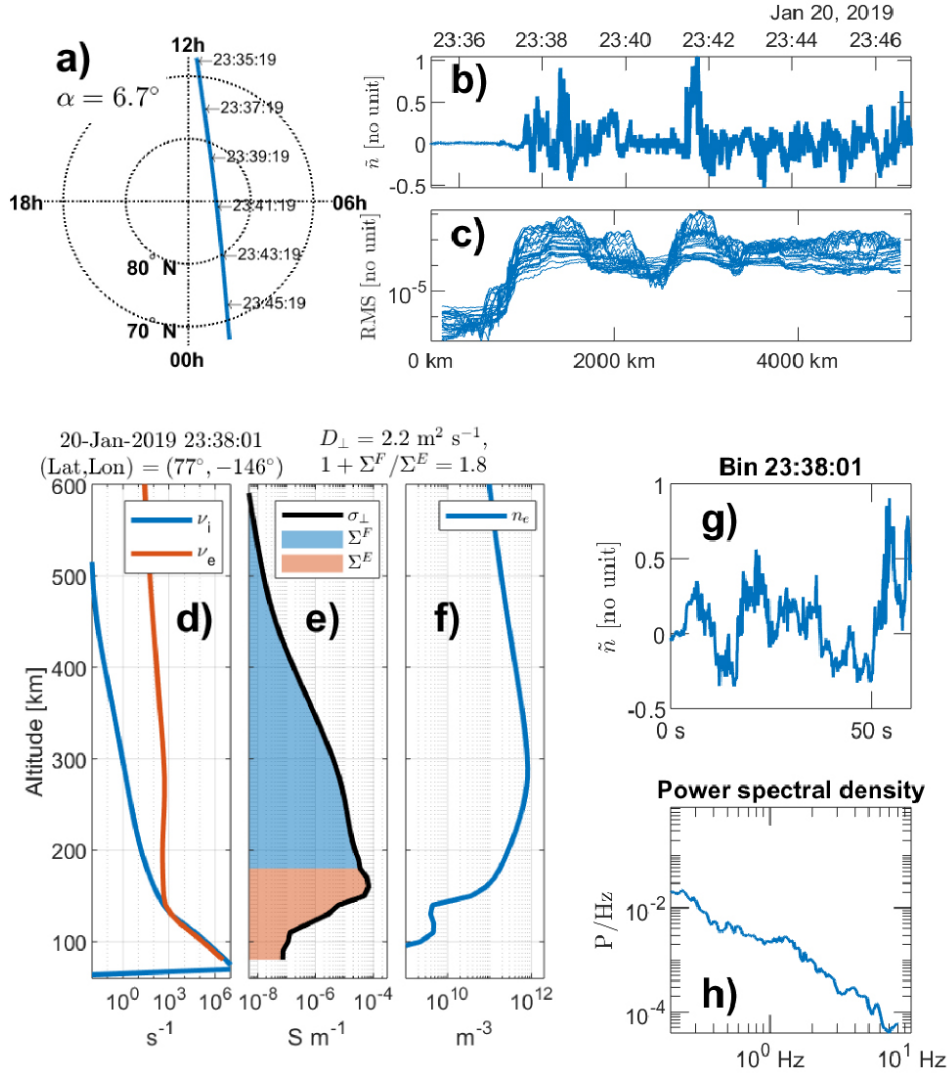 Jan 20, 2019
23:36 23:38 23:40 23:42 23:44 23:46
12h
a)
α = 6.7°
23:35:19
23:37:19
23:39:19
18h
23:41:19
06h
23:43:19
80° N
23:45:19
70° N
00h
b)
ñ [no unit]
1
0.5
0
-0.5
c)
RMS [no unit]
10⁻⁵
0 km 2000 km 4000 km
20-Jan-2019 23:38:01
(Lat,Lon) = (77°, −146°)
D⊥ = 2.2 m² s⁻¹,
1 + Σᶠ/Σᴱ = 1.8
600
500
400
300
200
100
Altitude [km]
νᵢ
νₑ
d)
10⁰ 10³ 10⁶
s⁻¹
σ⊥
Σᶠ
Σᴱ
e)
10⁻⁸ 10⁻⁶ 10⁻⁴
S m⁻¹
nₑ
f)
10¹⁰ 10¹²
m⁻³
Bin 23:38:01
g)
ñ [no unit]
1
0.5
0
-0.5
0 s 50 s
Power spectral density
P/Hz
10⁻²
10⁻⁴
h)
10⁰ Hz 10¹ Hz